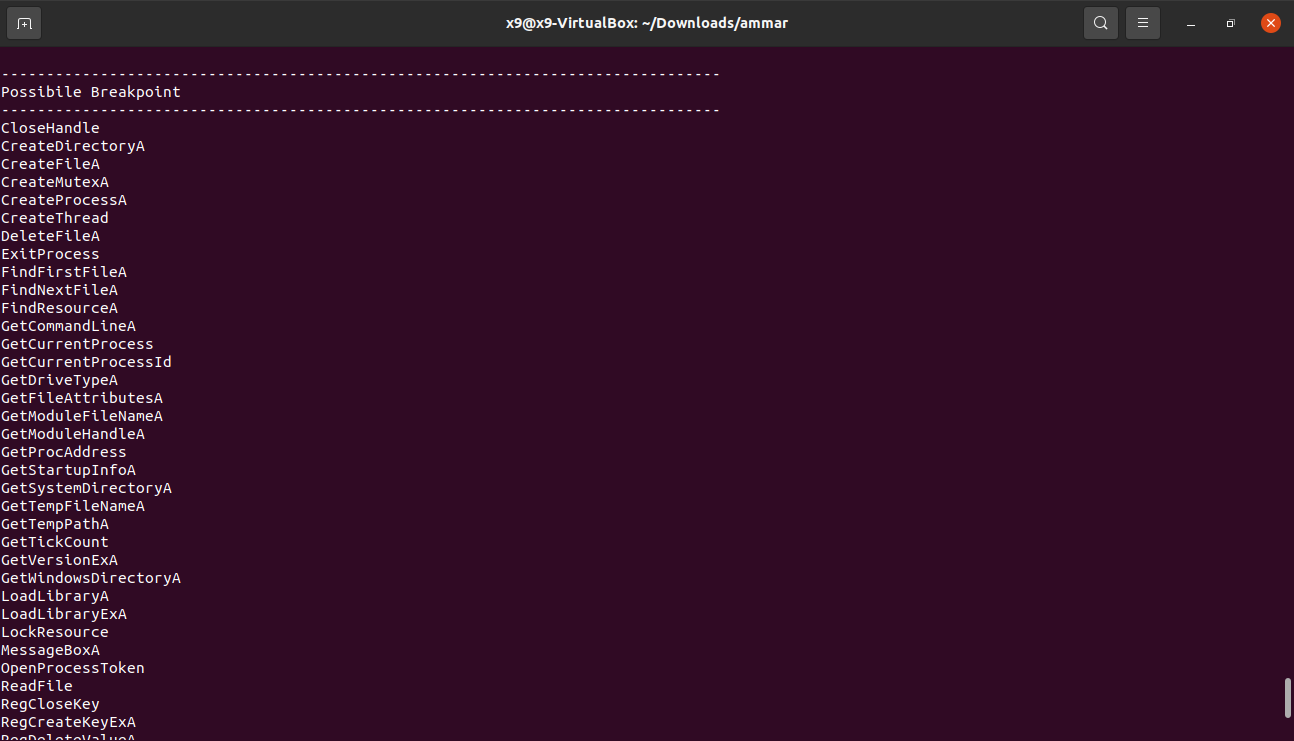 x9@x9-VirtualBox: ~/Downloads/ammar
--------------------------------------------------------------------------------
Possibile Breakpoint
--------------------------------------------------------------------------------
CloseHandle
CreateDirectoryA
CreateFileA
CreateMutexA
CreateProcessA
CreateThread
DeleteFileA
ExitProcess
FindFirstFileA
FindNextFileA
FindResourceA
GetCommandLineA
GetCurrentProcess
GetCurrentProcessId
GetDriveTypeA
GetFileAttributesA
GetModuleFileNameA
GetModuleHandleA
GetProcAddress
GetStartupInfoA
GetSystemDirectoryA
GetTempFileNameA
GetTempPathA
GetTickCount
GetVersionExA
GetWindowsDirectoryA
LoadLibraryA
LoadLibraryExA
LockResource
MessageBoxA
OpenProcessToken
ReadFile
RegCloseKey
RegCreateKeyExA
RegDeleteValueA